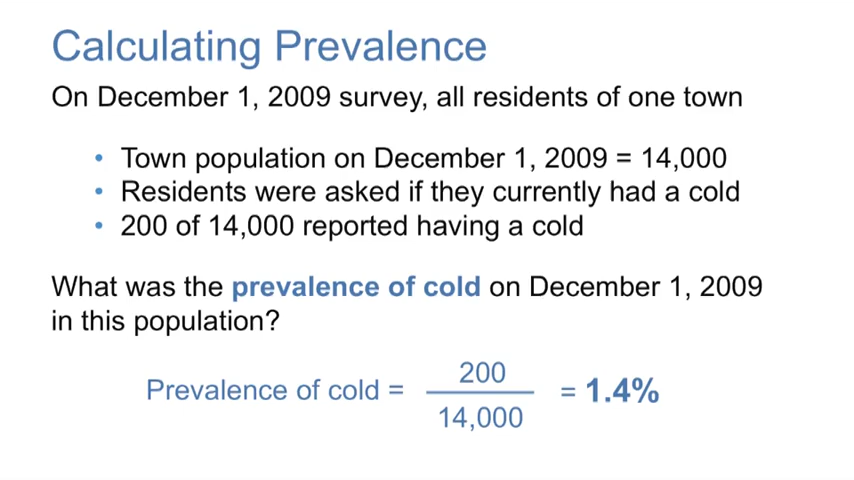 Calculating Prevalence
On December 1, 2009 survey, all residents of one town
• Town population on December 1, 2009 = 14,000
• Residents were asked if they currently had a cold
• 200 of 14,000 reported having a cold
What was the prevalence of cold on December 1, 2009
in this population?
Prevalence of cold = 200 / 14,000 = 1.4%